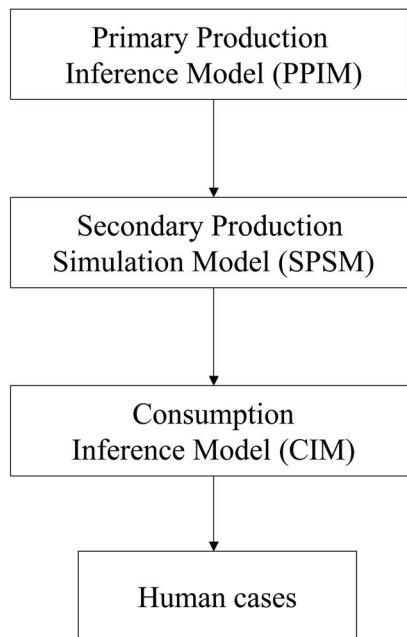 Primary Production
Inference Model (PPIM)
Secondary Production
Simulation Model (SPSM)
Consumption
Inference Model (CIM)
Human cases